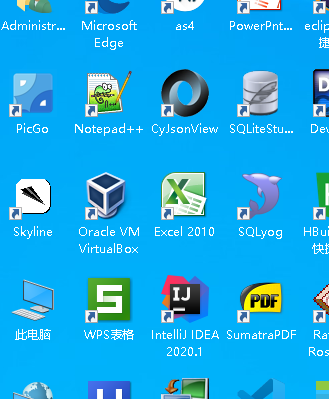 Administr...
Microsoft
Edge
as4
PowerPnt...
eclip
捷
PicGo
Notepad++
CyJsonView
SQLiteStu...
Dev
Skyline
Oracle VM
VirtualBox
Excel 2010
SQLyog
HBui
快捷
此电脑
WPS表格
IntelliJ IDEA
2020.1
SumatraPDF
Ra
Ros